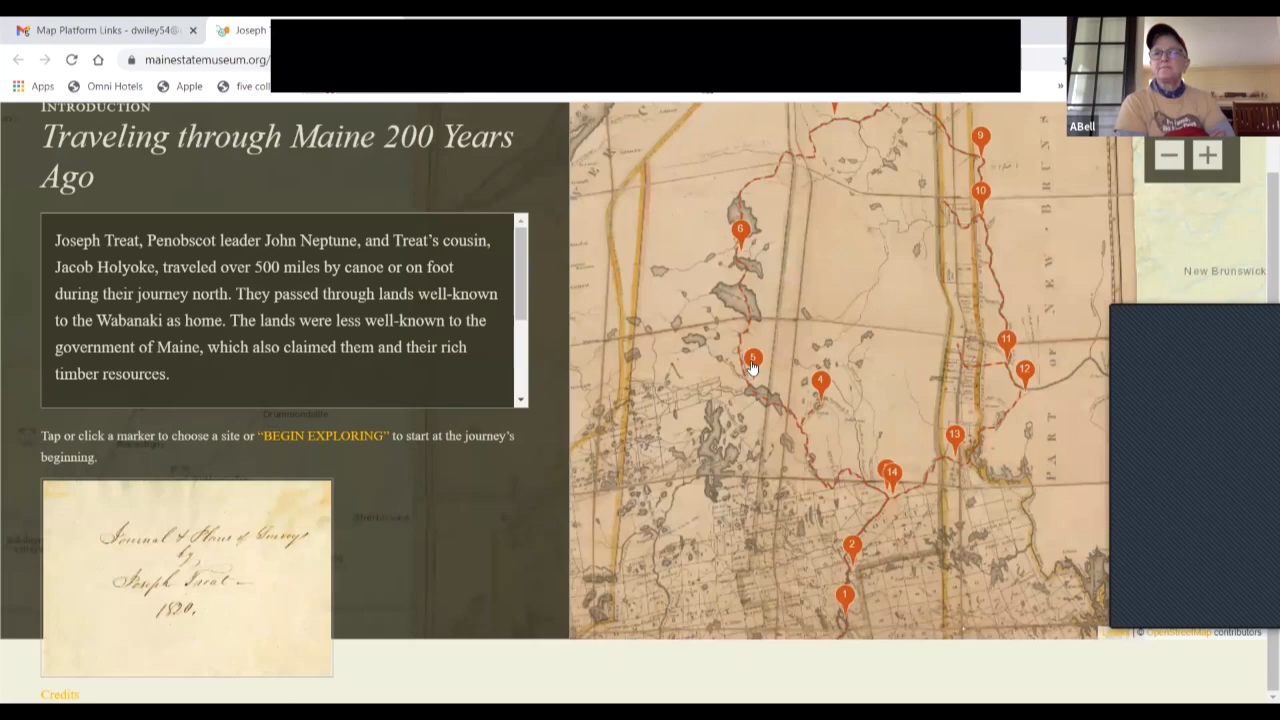 Map Platform Links - dwiley54@
Joseph
mainestatemuseum.org/
Apps
Omni Hotels
Apple
five coll
»
ABell
INTRODUCTION
Traveling through Maine 200 Years
Ago
Joseph Treat, Penobscot leader John Neptune, and Treat’s cousin,
Jacob Holyoke, traveled over 500 miles by canoe or on foot
during their journey north. They passed through lands well-known
to the Wabanaki as home. The lands were less well-known to the
government of Maine, which also claimed them and their rich
timber resources.
Tap or click a marker to choose a site or “BEGIN EXPLORING” to start at the journey’s
beginning.
Journal & Plans of Surveys
by
Joseph Treat
1820.
Credits
9
10
6
11
5
12
4
13
14
2
1
NEW BRUN
PART OF
New Brunswick
Drummondville
Sherbrooke
Leaflet | © OpenStreetMap contributors